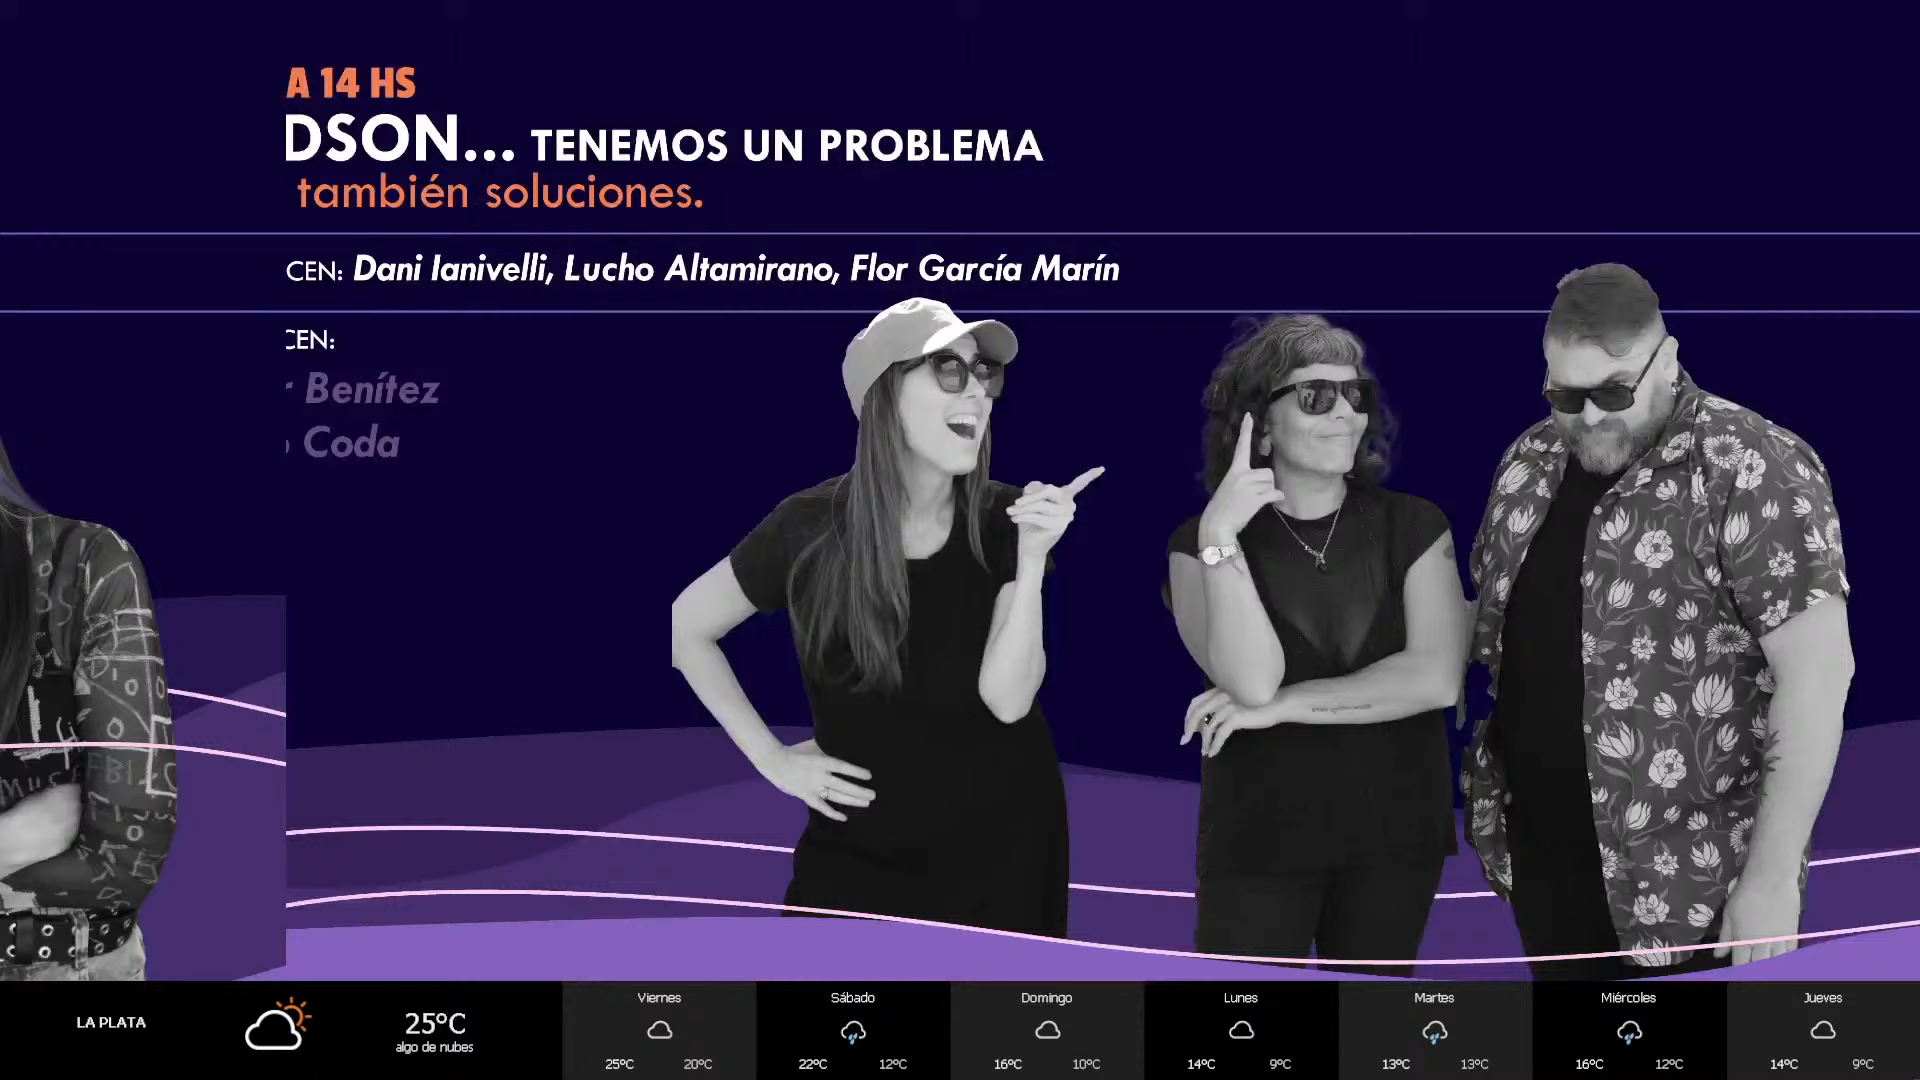 A 14 HS
DSON... TENEMOS UN PROBLEMA
también soluciones.
CEN: Dani Ianivelli, Lucho Altamirano, Flor García Marín
CEN:
r Benítez
o Coda
LA PLATA
25°C
algo de nubes
Viernes
25°C 20°C
Sábado
22°C 12°C
Domingo
16°C 10°C
Lunes
14°C 9°C
Martes
13°C 13°C
Miércoles
16°C 12°C
Jueves
14°C 9°C